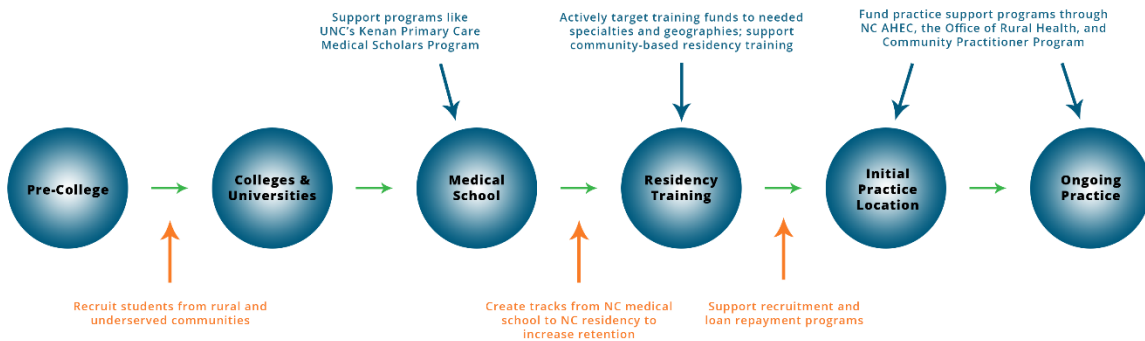 Support programs like
UNC's Kenan Primary Care
Medical Scholars Program
Actively target training funds to needed
specialties and geographies; support
community-based residency training
Fund practice support programs through
NC AHEC, the Office of Rural Health, and
Community Practitioner Program
Pre-College
Colleges &
Universities
Medical
School
Residency
Training
Initial
Practice
Location
Ongoing
Practice
Recruit students from rural and
underserved communities
Create tracks from NC medical
school to NC residency to
increase retention
Support recruitment and
loan repayment programs